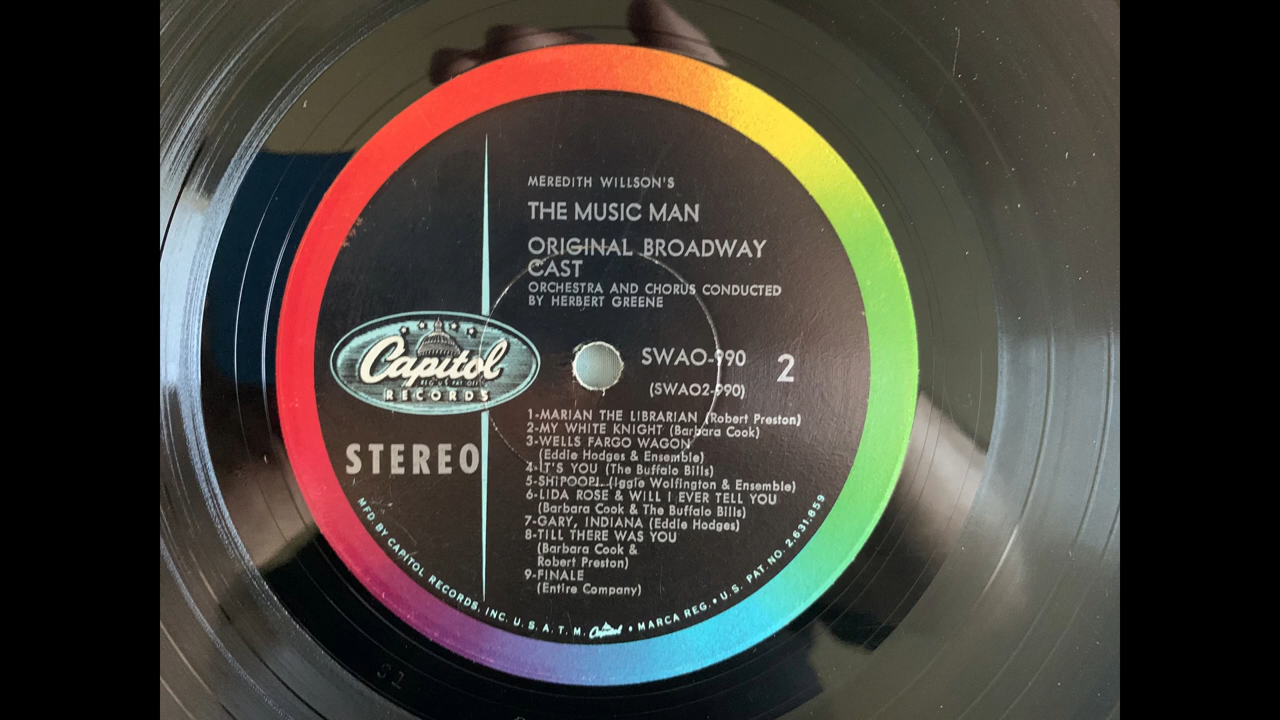 MEREDITH WILLSON'S
THE MUSIC MAN
ORIGINAL BROADWAY
CAST
ORCHESTRA AND CHORUS CONDUCTED
BY HERBERT GREENE
Capitol
REG. U.S. PAT. OFF.
RECORDS
STEREO
SWAO-990
2
(SWAO2-990)
1-MARIAN THE LIBRARIAN (Robert Preston)
2-MY WHITE KNIGHT (Barbara Cook)
3-WELLS FARGO WAGON
(Eddie Hodges & Ensemble)
4-IT'S YOU (The Buffalo Bills)
5-SHIPOOPI (Iggie Wolfington & Ensemble)
6-LIDA ROSE & WILL I EVER TELL YOU
(Barbara Cook & The Buffalo Bills)
7-GARY, INDIANA (Eddie Hodges)
8-TILL THERE WAS YOU
(Barbara Cook &
Robert Preston)
9-FINALE
(Entire Company)
MFD. BY CAPITOL RECORDS, INC. U. S. A. T. M. Capitol • MARCA REG. • U. S. PAT. NO. 2,631,859